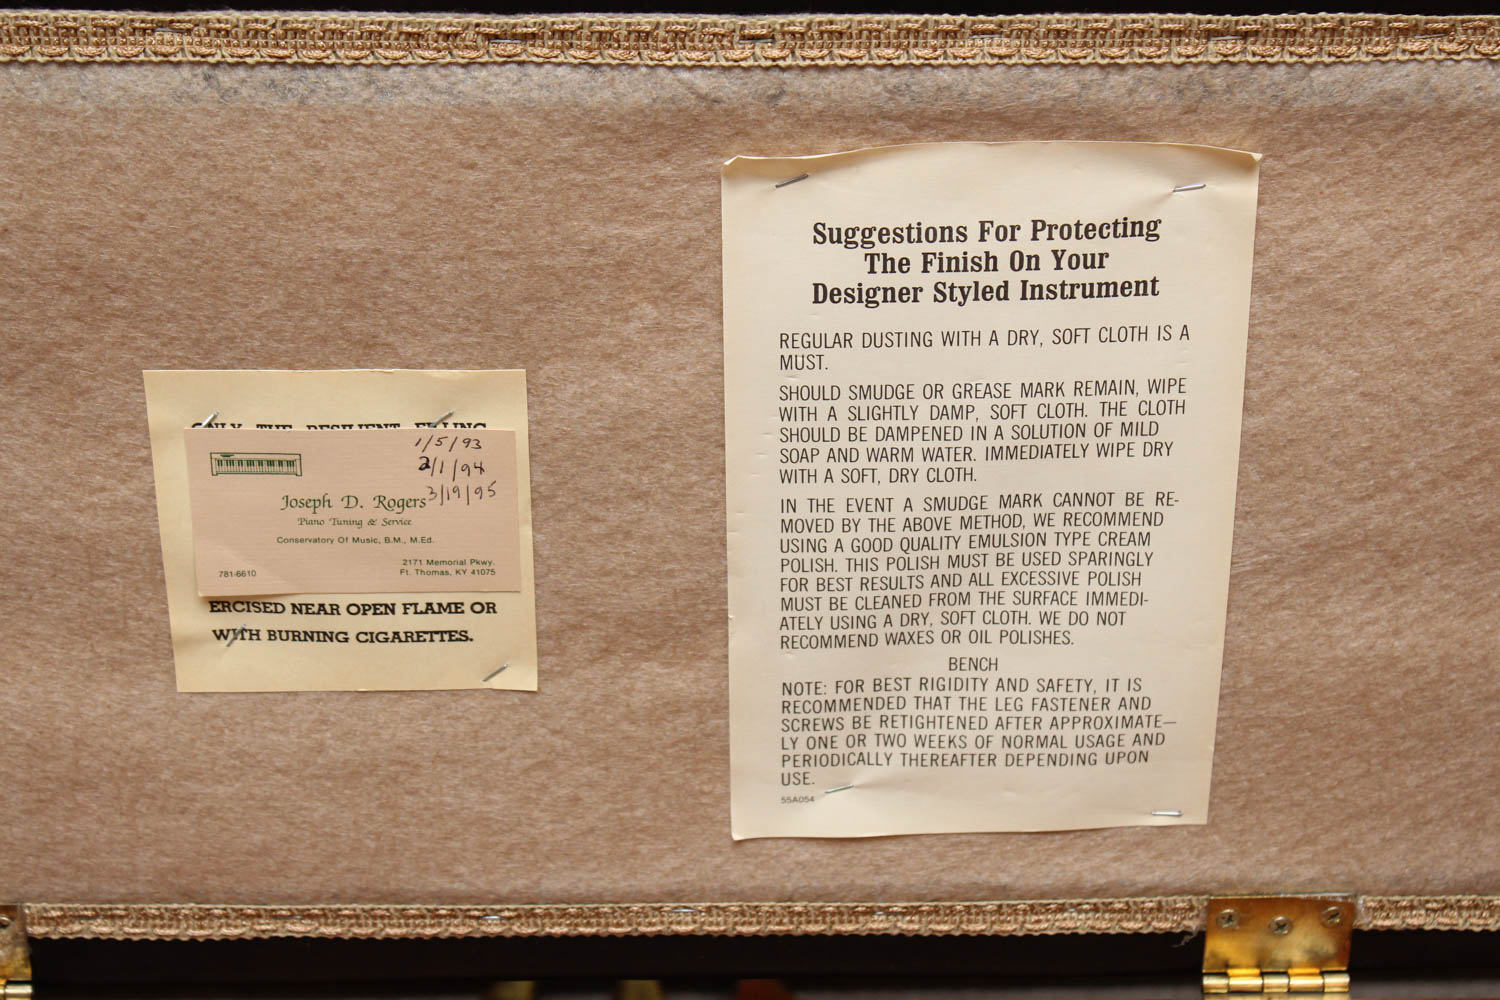 ONLY THE RESILIENT FILLING
1/5/93
2/1/94
3/19/95
Joseph D. Rogers
Piano Tuning & Service
Conservatory Of Music, B.M., M.Ed.
2171 Memorial Pkwy.
781-6610
Ft. Thomas, KY 41075
ERCISED NEAR OPEN FLAME OR
WITH BURNING CIGARETTES.
Suggestions For Protecting
The Finish On Your
Designer Styled Instrument
REGULAR DUSTING WITH A DRY, SOFT CLOTH IS A
MUST.
SHOULD SMUDGE OR GREASE MARK REMAIN, WIPE
WITH A SLIGHTLY DAMP, SOFT CLOTH. THE CLOTH
SHOULD BE DAMPENED IN A SOLUTION OF MILD
SOAP AND WARM WATER. IMMEDIATELY WIPE DRY
WITH A SOFT, DRY CLOTH.
IN THE EVENT A SMUDGE MARK CANNOT BE RE-
MOVED BY THE ABOVE METHOD, WE RECOMMEND
USING A GOOD QUALITY EMULSION TYPE CREAM
POLISH. THIS POLISH MUST BE USED SPARINGLY
FOR BEST RESULTS AND ALL EXCESSIVE POLISH
MUST BE CLEANED FROM THE SURFACE IMMEDI-
ATELY USING A DRY, SOFT CLOTH. WE DO NOT
RECOMMEND WAXES OR OIL POLISHES.
BENCH
NOTE: FOR BEST RIGIDITY AND SAFETY, IT IS
RECOMMENDED THAT THE LEG FASTENER AND
SCREWS BE RETIGHTENED AFTER APPROXIMATE—
LY ONE OR TWO WEEKS OF NORMAL USAGE AND
PERIODICALLY THEREAFTER DEPENDING UPON
USE.
55A054